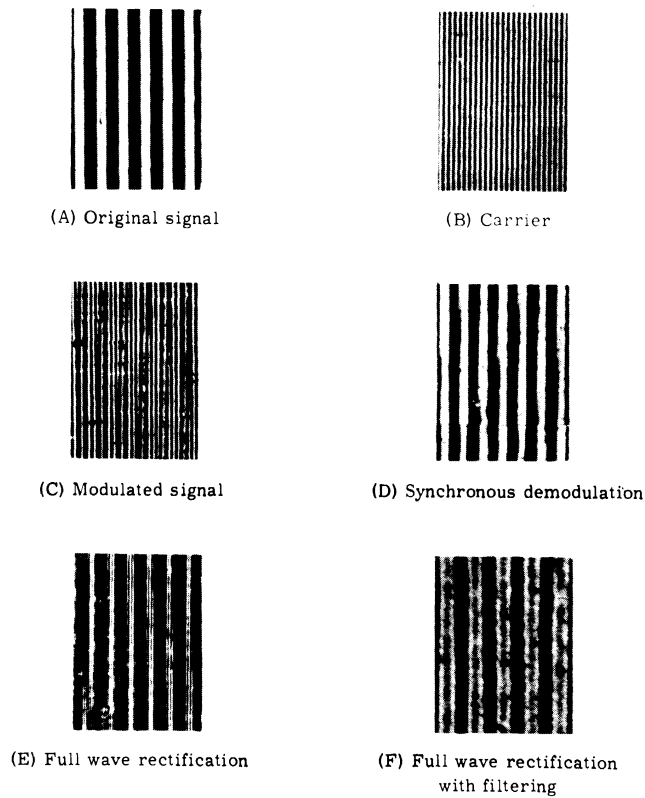 (A) Original signal
(B) Carrier
(C) Modulated signal
(D) Synchronous demodulation
(E) Full wave rectification
(F) Full wave rectification
with filtering